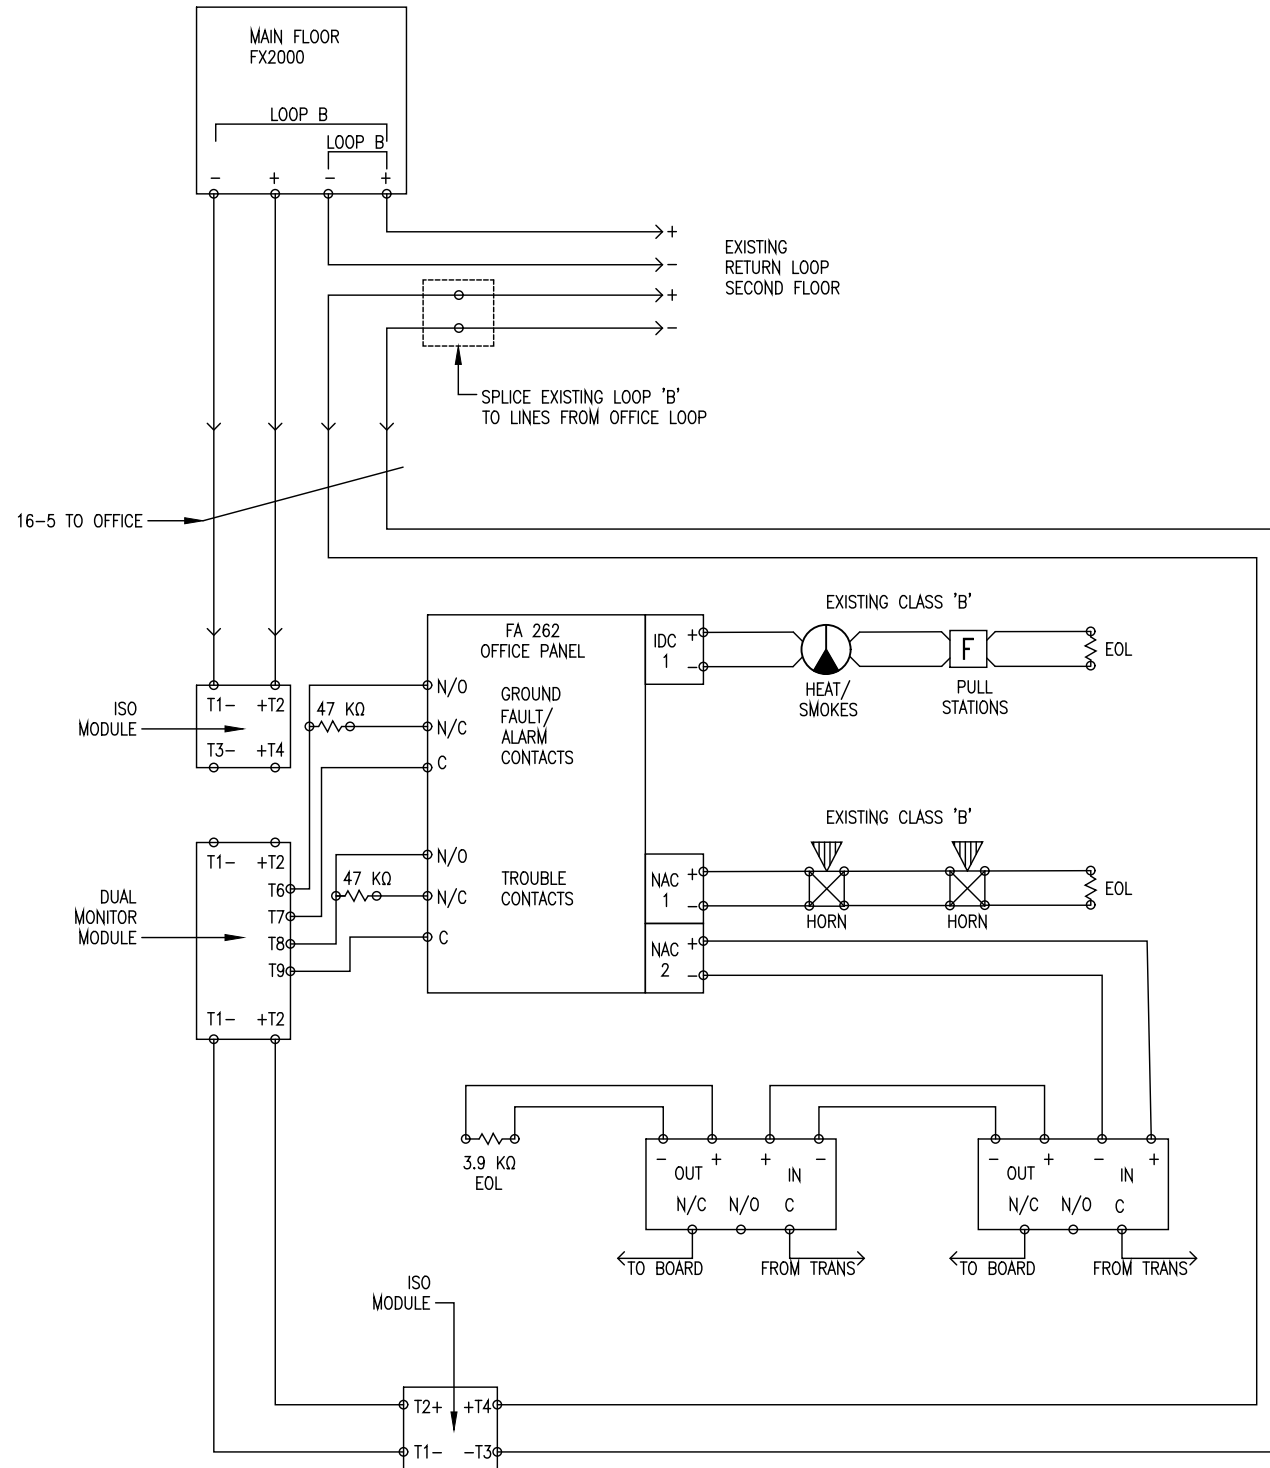 MAIN FLOOR
FX2000
LOOP B
LOOP B
− + − +
+
−
+
−
EXISTING
RETURN LOOP
SECOND FLOOR
SPLICE EXISTING LOOP 'B'
TO LINES FROM OFFICE LOOP
16-5 TO OFFICE
FA 262
OFFICE PANEL
GROUND
FAULT/
ALARM
CONTACTS
TROUBLE
CONTACTS
N/O
N/C
C
N/O
N/C
C
47 KΩ
47 KΩ
IDC
1
+
−
EXISTING CLASS 'B'
HEAT/
SMOKES
F
PULL
STATIONS
EOL
ISO
MODULE
T1− +T2
T3− +T4
DUAL
MONITOR
MODULE
T1− +T2
T6
T7
T8
T9
T1− +T2
NAC
1
+
−
EXISTING CLASS 'B'
HORN
HORN
EOL
NAC
2
+
−
3.9 KΩ
EOL
− + + −
OUT IN
N/C N/O C
TO BOARD
FROM TRANS
− + − +
OUT IN
N/C N/O C
TO BOARD
FROM TRANS
ISO
MODULE
T2+ +T4
T1− −T3